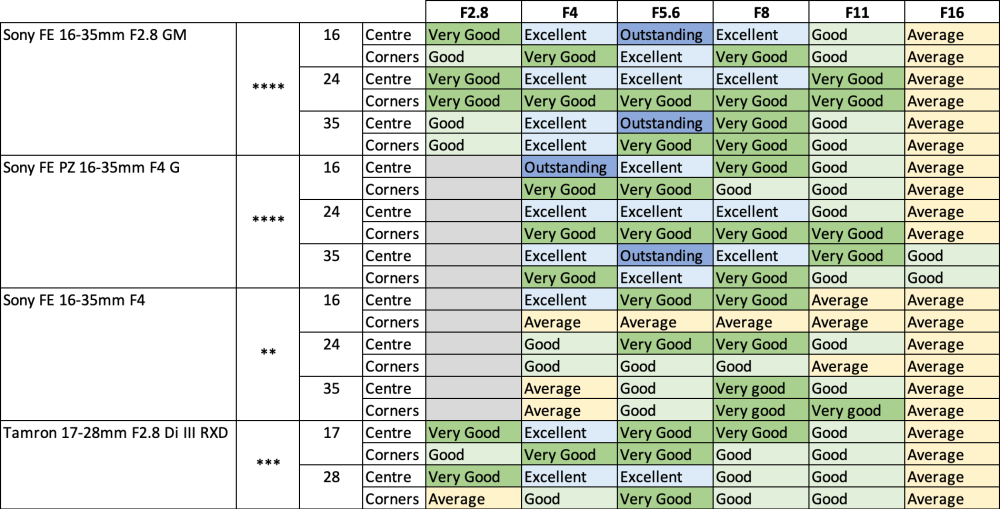 F2.8 F4 F5.6 F8 F11 F16
Sony FE 16-35mm F2.8 GM 16 Centre Very Good Excellent Outstanding Excellent Good Average
Corners Good Very Good Excellent Very Good Good Average
**** 24 Centre Very Good Excellent Excellent Excellent Very Good Average
Corners Very Good Very Good Very Good Very Good Very Good Average
35 Centre Good Excellent Outstanding Very Good Good Average
Corners Good Excellent Very Good Very Good Good Average
Sony FE PZ 16-35mm F4 G 16 Centre Outstanding Excellent Very Good Good Average
Corners Very Good Very Good Good Good Average
**** 24 Centre Excellent Excellent Excellent Good Average
Corners Very Good Very Good Very Good Very Good Average
35 Centre Excellent Outstanding Excellent Very Good Good
Corners Very Good Excellent Very Good Good Good
Sony FE 16-35mm F4 16 Centre Excellent Very Good Very Good Average Average
Corners Average Average Average Average Average
** 24 Centre Good Very Good Very Good Good Average
Corners Good Good Good Average Average
35 Centre Average Good Very good Good Average
Corners Average Good Very good Very good Average
Tamron 17-28mm F2.8 Di III RXD 17 Centre Very Good Excellent Very Good Very Good Good Average
Corners Good Very Good Very Good Good Good Average
*** 28 Centre Very Good Excellent Excellent Good Good Average
Corners Average Good Very Good Good Good Average